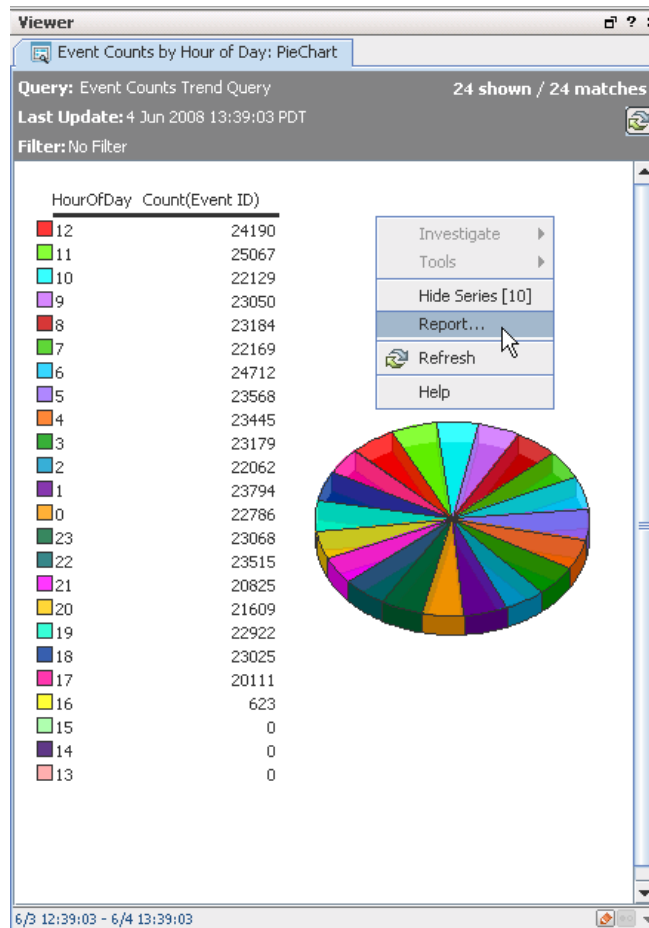 Viewer
?
Event Counts by Hour of Day: PieChart
Query: Event Counts Trend Query
24 shown / 24 matches
Last Update: 4 Jun 2008 13:39:03 PDT
Filter: No Filter
HourOfDay Count(Event ID)
12 24190
11 25067
10 22129
9 23050
8 23184
7 22169
6 24712
5 23568
4 23445
3 23179
2 22062
1 23794
0 22786
23 23068
22 23515
21 20825
20 21609
19 22922
18 23025
17 20111
16 623
15 0
14 0
13 0
Investigate
Tools
Hide Series [10]
Report...
Refresh
Help
6/3 12:39:03 - 6/4 13:39:03